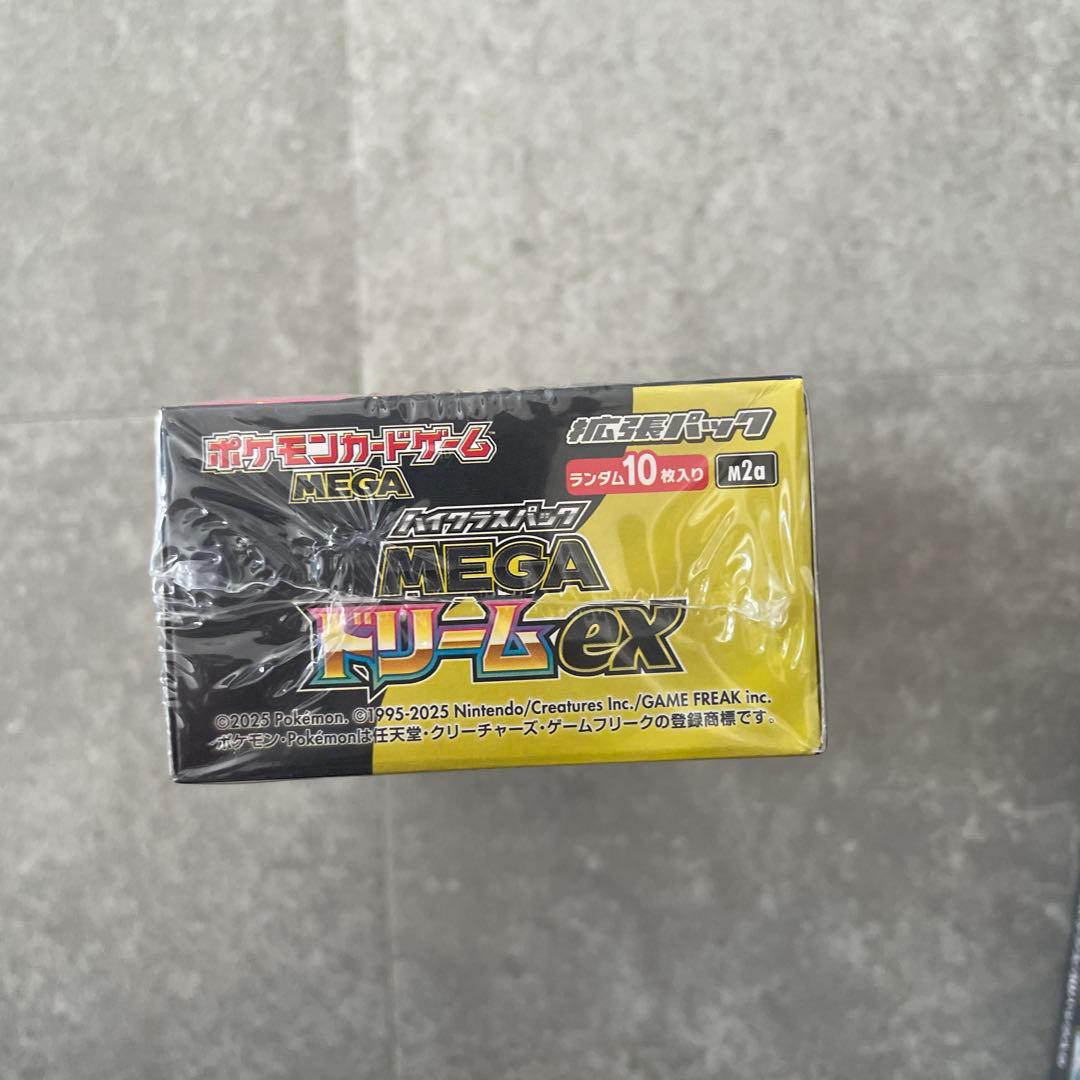 ポケモンカードゲーム
MEGA
拡張パック
ランダム10枚入り M2a
ハイクラスパック
MEGA
ドリームex
©2025 Pokémon. ©1995-2025 Nintendo/Creatures Inc./GAME FREAK inc.
ポケモン・Pokémonは任天堂・クリーチャーズ・ゲームフリークの登録商標です。